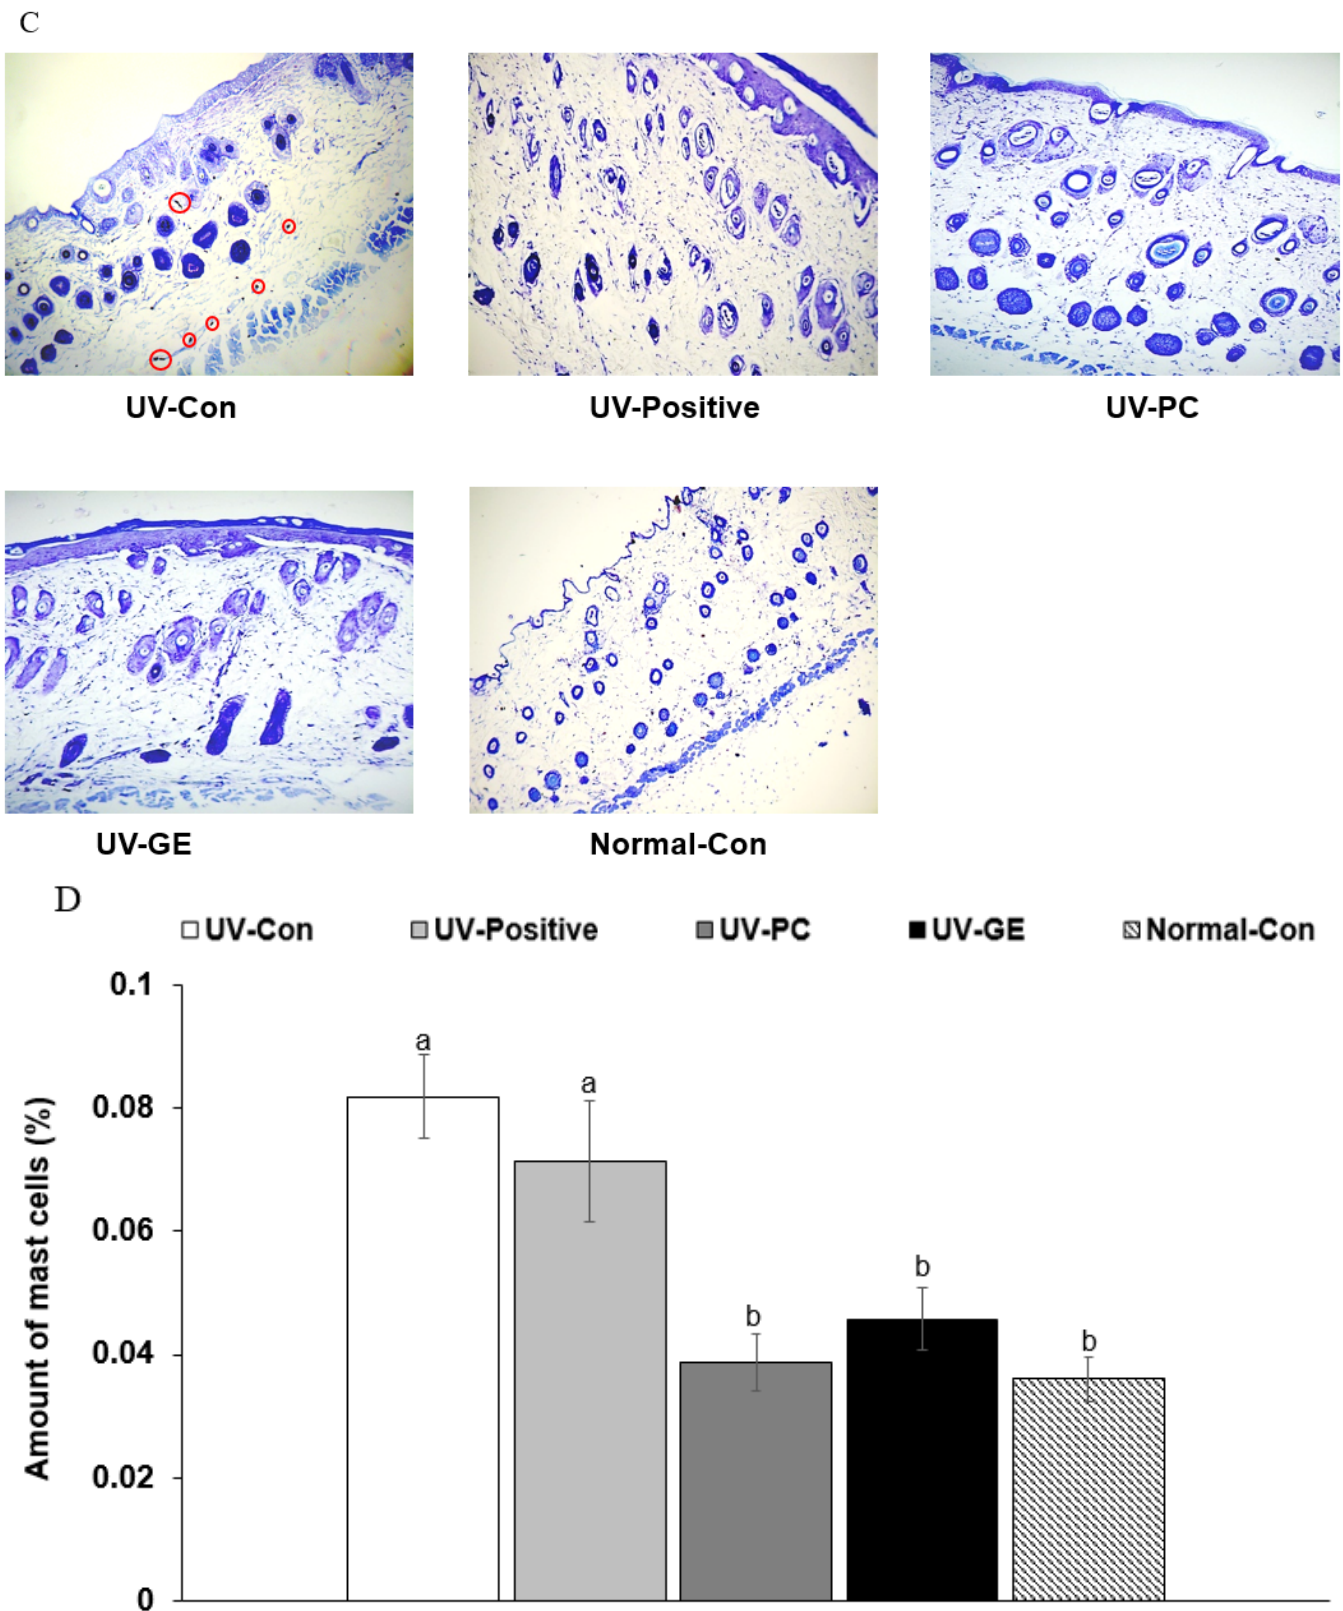 C
UV-Con UV-Positive UV-PC
UV-GE Normal-Con
D
UV-Con UV-Positive UV-PC UV-GE Normal-Con
0.1
0.08
0.06
0.04
0.02
0
Amount of mast cells (%)
a
a
b
b
b